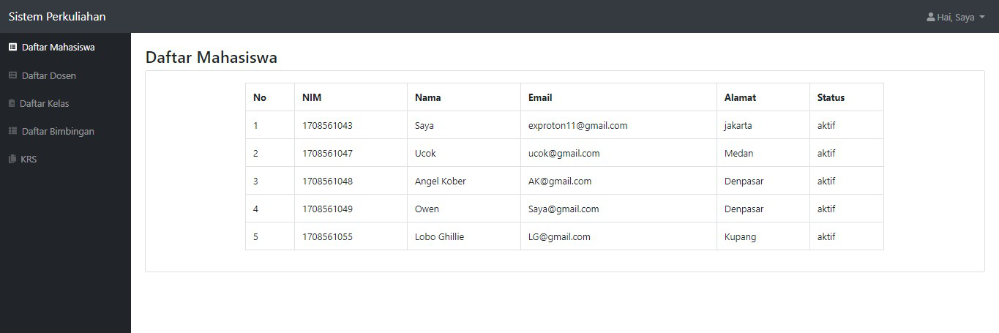 Sistem Perkuliahan
Hai, Saya
Daftar Mahasiswa
Daftar Dosen
Daftar Kelas
Daftar Bimbingan
KRS
Daftar Mahasiswa
No NIM Nama Email Alamat Status
1 1708561043 Saya exproton11@gmail.com jakarta aktif
2 1708561047 Ucok ucok@gmail.com Medan aktif
3 1708561048 Angel Kober AK@gmail.com Denpasar aktif
4 1708561049 Owen Saya@gmail.com Denpasar aktif
5 1708561055 Lobo Ghillie LG@gmail.com Kupang aktif